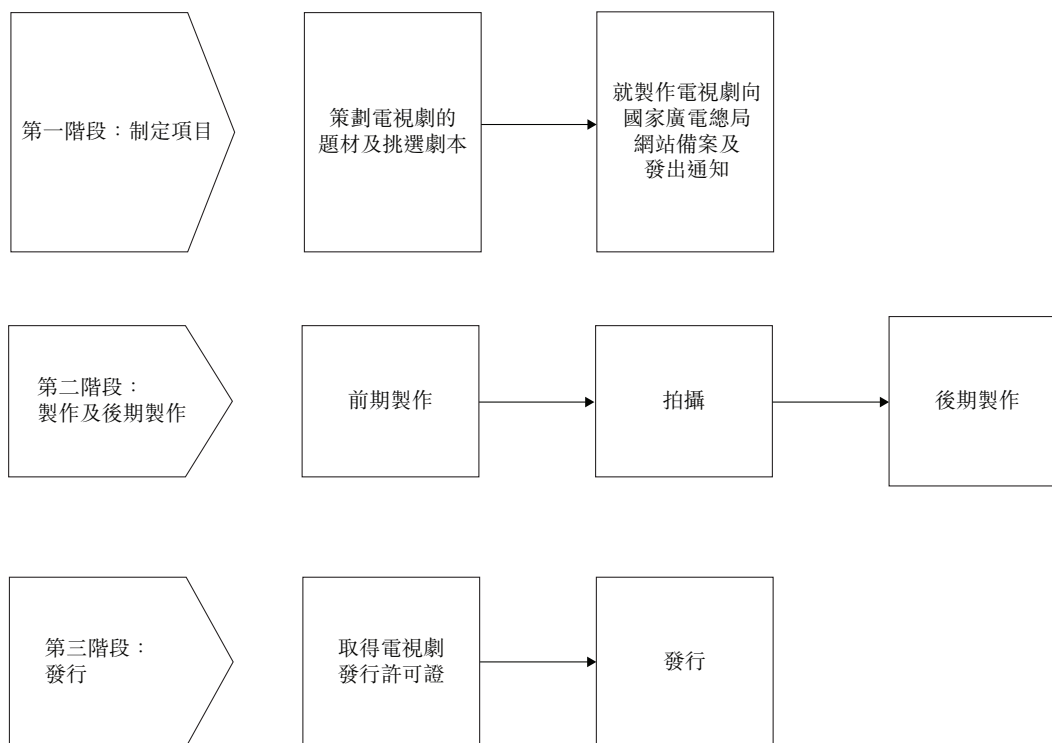 第一階段：制定項目
策劃電視劇的
題材及挑選劇本
就製作電視劇向
國家廣電總局
網站備案及
發出通知
第二階段：
製作及後期製作
前期製作
拍攝
後期製作
第三階段：
發行
取得電視劇
發行許可證
發行